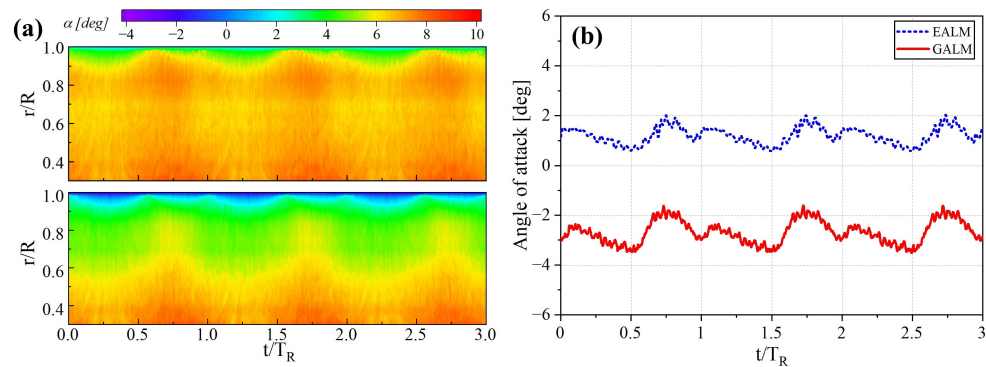 (a)
α [deg]
−4 −2 0 2 4 6 8 10
1.0
0.8
0.6
0.4
r/R
1.0
0.8
0.6
0.4
r/R
0.0 0.5 1.0 1.5 2.0 2.5 3.0
t/TR
(b)
EALM
GALM
6
4
2
0
−2
−4
−6
Angle of attack [deg]
0 0.5 1 1.5 2 2.5 3
t/TR